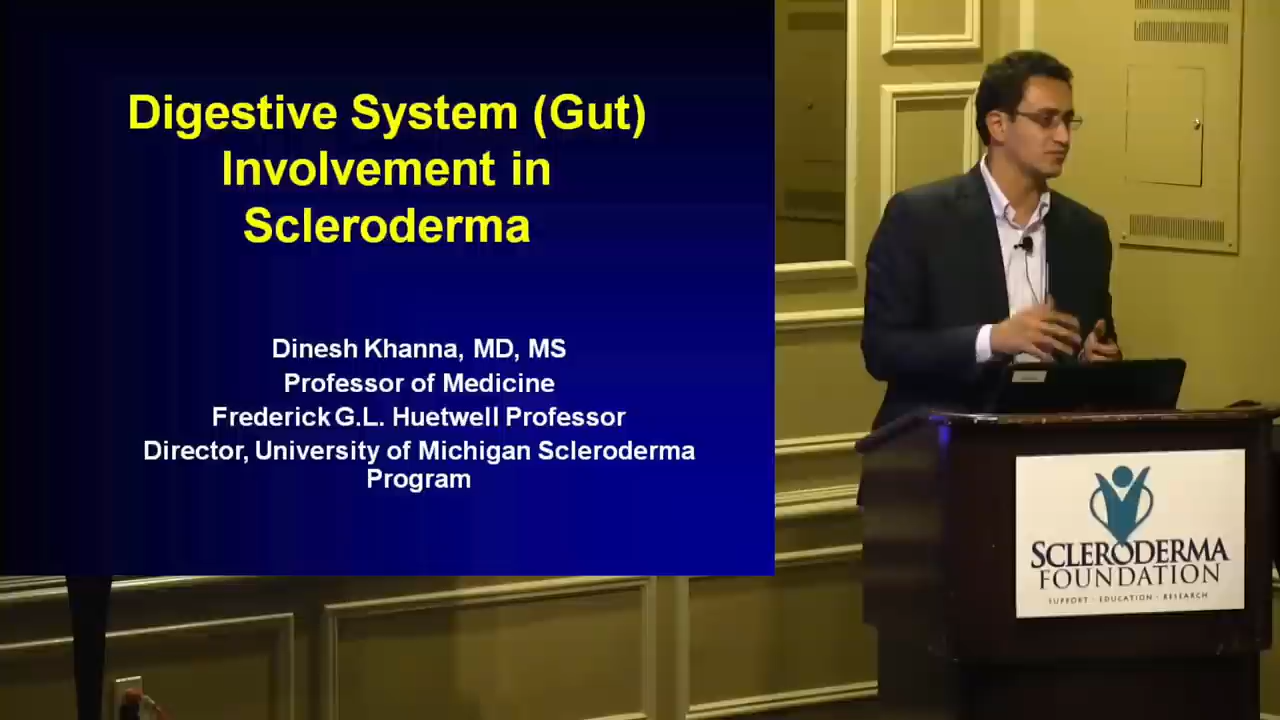 Digestive System (Gut)
Involvement in
Scleroderma
Dinesh Khanna, MD, MS
Professor of Medicine
Frederick G.L. Huetwell Professor
Director, University of Michigan Scleroderma
Program
SCLERODERMA
FOUNDATION
SUPPORT · EDUCATION · RESEARCH